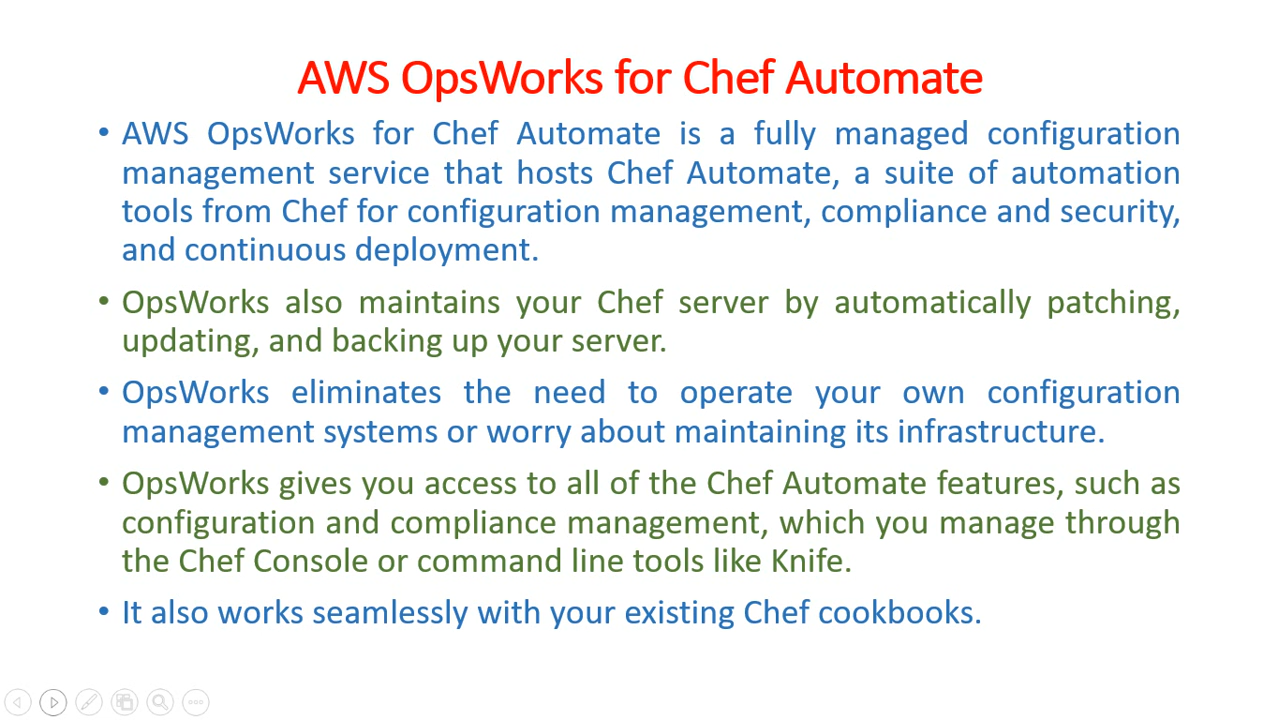 AWS OpsWorks for Chef Automate
• AWS OpsWorks for Chef Automate is a fully managed configuration
management service that hosts Chef Automate, a suite of automation
tools from Chef for configuration management, compliance and security,
and continuous deployment.
• OpsWorks also maintains your Chef server by automatically patching,
updating, and backing up your server.
• OpsWorks eliminates the need to operate your own configuration
management systems or worry about maintaining its infrastructure.
• OpsWorks gives you access to all of the Chef Automate features, such as
configuration and compliance management, which you manage through
the Chef Console or command line tools like Knife.
• It also works seamlessly with your existing Chef cookbooks.